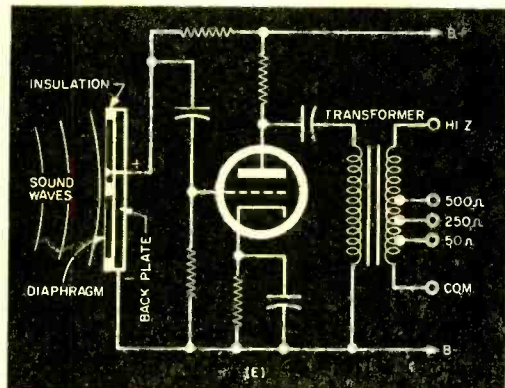 INSULATION
SOUND
WAVES
DIAPHRAGM
BACK PLATE
+
TRANSFORMER
B+
HI Z
500Ω
250Ω
50Ω
COM.
B-
(E)